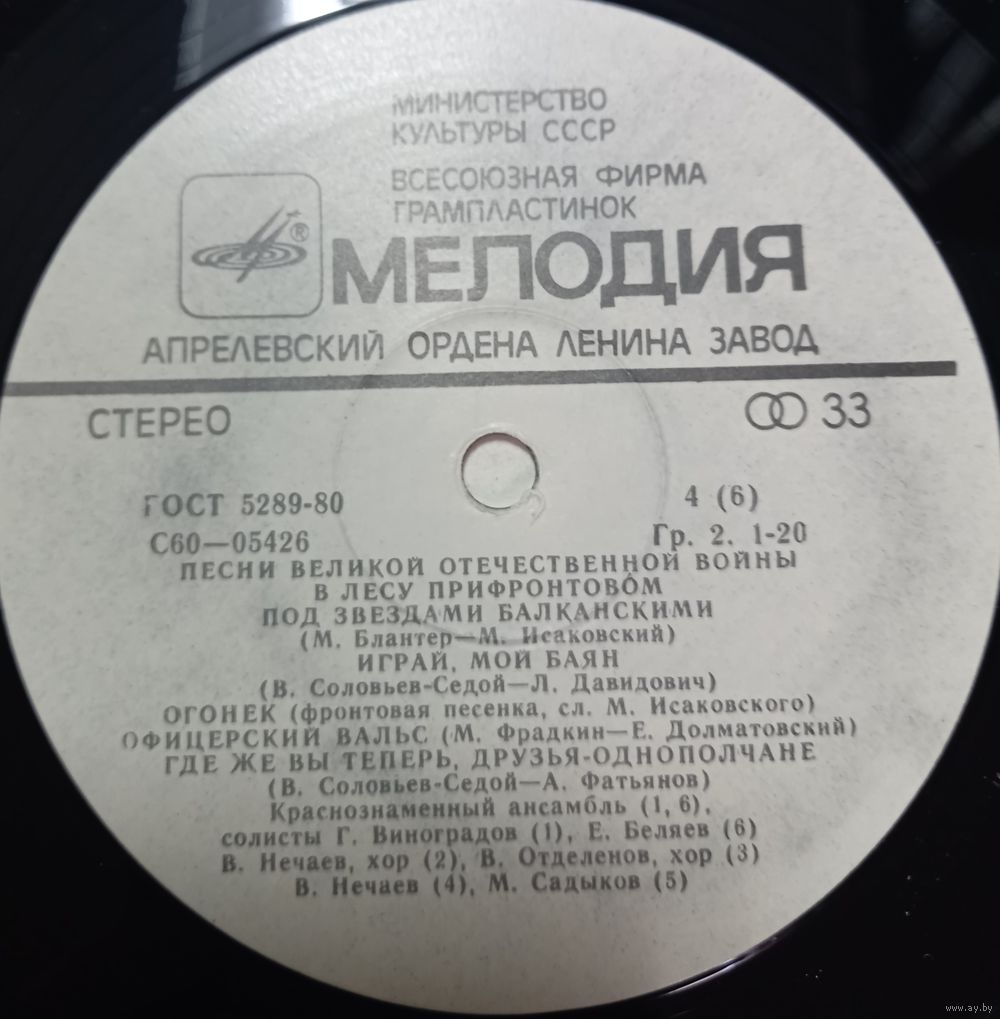 МИНИСТЕРСТВО
КУЛЬТУРЫ СССР
ВСЕСОЮЗНАЯ ФИРМА
ГРАМПЛАСТИНОК
®
МЕЛОДИЯ
АПРЕЛЕВСКИЙ ОРДЕНА ЛЕНИНА ЗАВОД
СТЕРЕО 33
ГОСТ 5289-80 4 (6)
С60—05426 Гр. 2. 1-20
ПЕСНИ ВЕЛИКОЙ ОТЕЧЕСТВЕННОЙ ВОЙНЫ
В ЛЕСУ ПРИФРОНТОВОМ
ПОД ЗВЕЗДАМИ БАЛКАНСКИМИ
(М. Блантер—М. Исаковский)
ИГРАЙ, МОЙ БАЯН
(В. Соловьев-Седой—Л. Давидович)
ОГОНЕК (фронтовая песенка, сл. М. Исаковского)
ОФИЦЕРСКИЙ ВАЛЬС (М. Фрадкин—Е. Долматовский)
ГДЕ ЖЕ ВЫ ТЕПЕРЬ, ДРУЗЬЯ-ОДНОПОЛЧАНЕ
(В. Соловьев-Седой—А. Фатьянов)
Краснознаменный ансамбль (1, 6),
солисты Г. Виноградов (1), Е. Беляев (6)
В. Нечаев, хор (2), В. Отделенов, хор (3)
В. Нечаев (4), М. Садыков (5)
www.ay.by